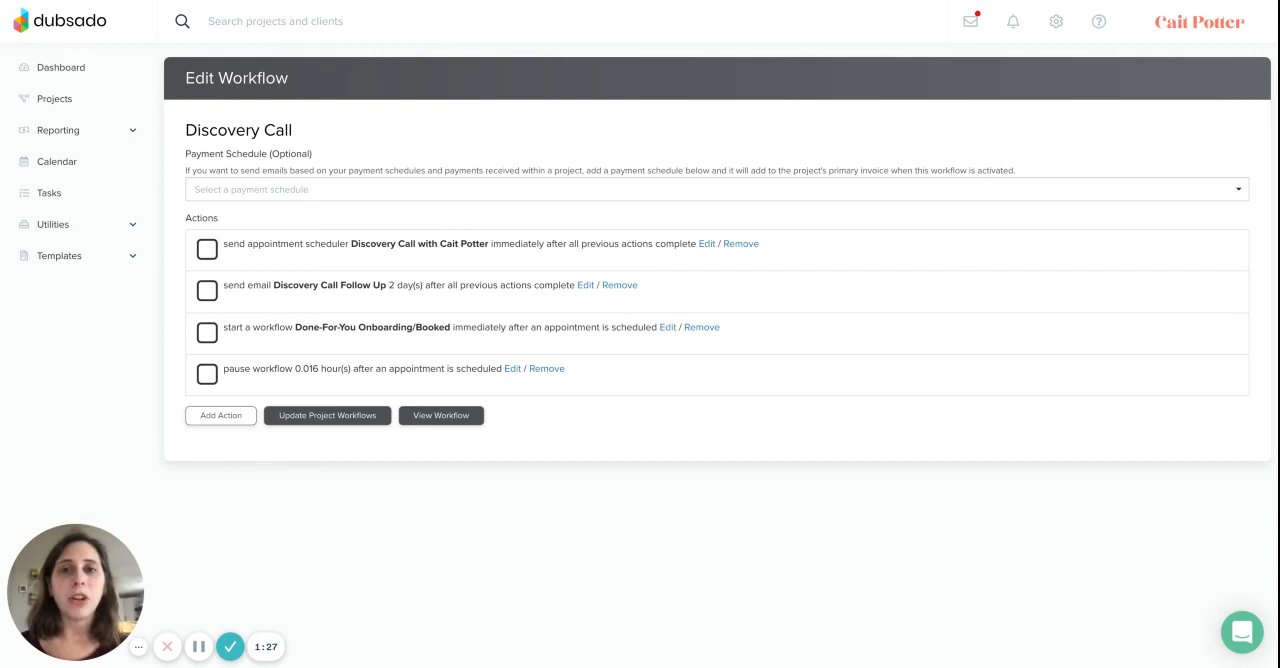 dubsado
Search projects and clients
Cait Potter
Dashboard
Projects
Reporting
Calendar
Tasks
Utilities
Templates
Edit Workflow
Discovery Call
Payment Schedule (Optional)
If you want to send emails based on your payment schedules and payments received within a project, add a payment schedule below and it will add to the project's primary invoice when this workflow is activated.
Select a payment schedule
Actions
send appointment scheduler Discovery Call with Cait Potter immediately after all previous actions complete Edit / Remove
send email Discovery Call Follow Up 2 day(s) after all previous actions complete Edit / Remove
start a workflow Done-For-You Onboarding/Booked immediately after an appointment is scheduled Edit / Remove
pause workflow 0.016 hour(s) after an appointment is scheduled Edit / Remove
Add Action
Update Project Workflows
View Workflow
1:27